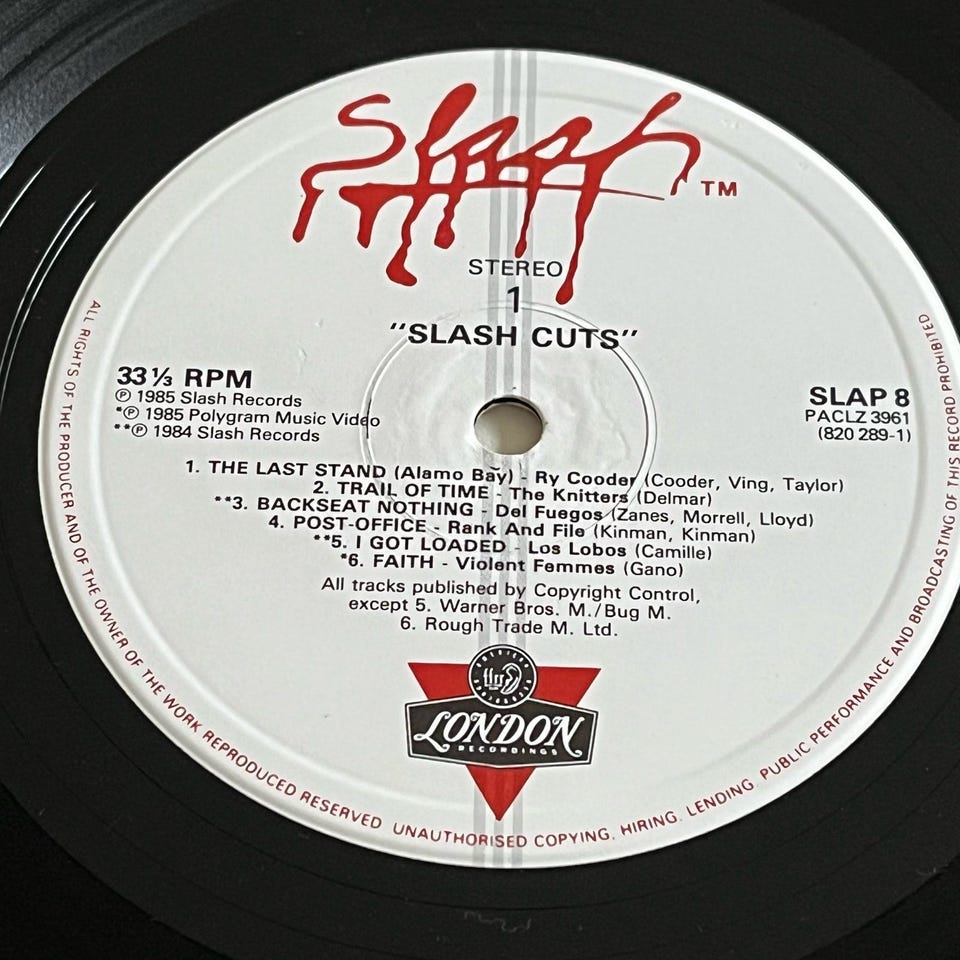 Slash TM
STEREO
1
"SLASH CUTS"
33⅓ RPM
℗ 1985 Slash Records
*℗ 1985 Polygram Music Video
**℗ 1984 Slash Records
SLAP 8
PACLZ 3961
(820 289-1)
1. THE LAST STAND (Alamo Bay) - Ry Cooder (Cooder, Ving, Taylor)
2. TRAIL OF TIME - The Knitters (Delmar)
**3. BACKSEAT NOTHING - Del Fuegos (Zanes, Morrell, Lloyd)
4. POST-OFFICE - Rank And File (Kinman, Kinman)
**5. I GOT LOADED - Los Lobos (Camille)
*6. FAITH - Violent Femmes (Gano)
All tracks published by Copyright Control,
except 5. Warner Bros. M./Bug M.
6. Rough Trade M. Ltd.
AMERICAN
LONDON
RECORDINGS
ALL RIGHTS OF THE PRODUCER AND OF THE OWNER OF THE WORK REPRODUCED RESERVED UNAUTHORISED COPYING, HIRING, LENDING, PUBLIC PERFORMANCE AND BROADCASTING OF THIS RECORD PROHIBITED